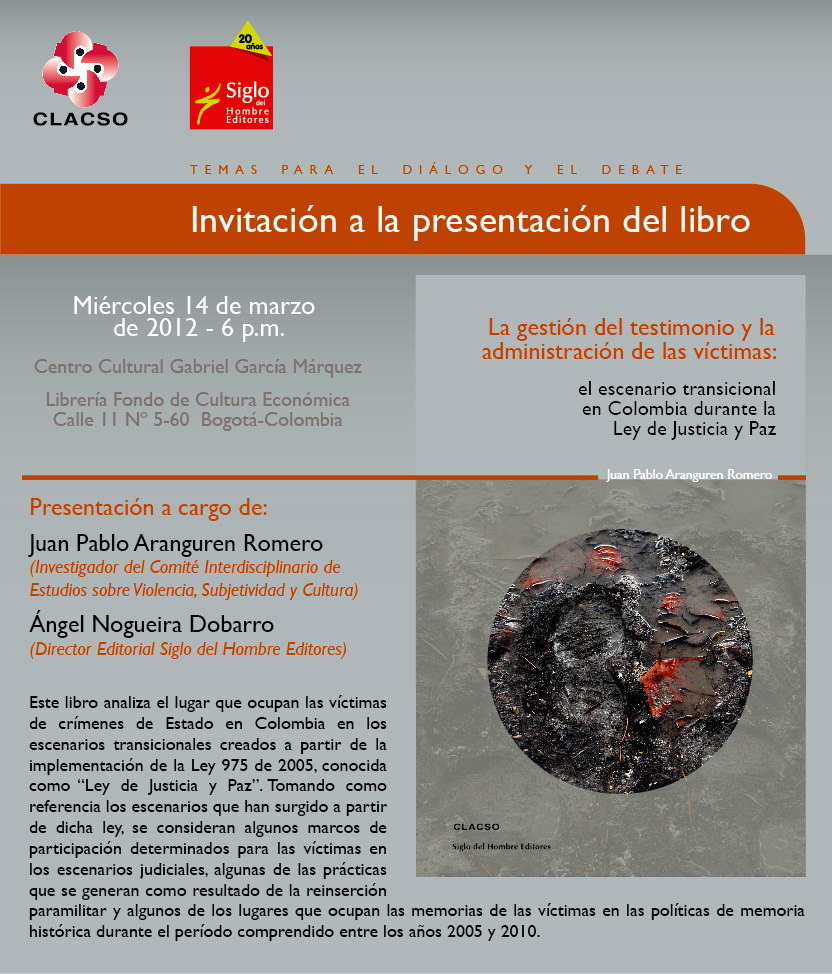 CLACSO
20
años
Siglo
del
Hombre
Editores
TEMAS PARA EL DIÁLOGO Y EL DEBATE
Invitación a la presentación del libro
Miércoles 14 de marzo
de 2012 - 6 p.m.
Centro Cultural Gabriel García Márquez
Librería Fondo de Cultura Económica
Calle 11 Nº 5-60 Bogotá-Colombia
La gestión del testimonio y la
administración de las víctimas:
el escenario transicional
en Colombia durante la
Ley de Justicia y Paz
Juan Pablo Aranguren Romero
Presentación a cargo de:
Juan Pablo Aranguren Romero
(Investigador del Comité Interdisciplinario de
Estudios sobre Violencia, Subjetividad y Cultura)
Ángel Nogueira Dobarro
(Director Editorial Siglo del Hombre Editores)
Este libro analiza el lugar que ocupan las víctimas
de crímenes de Estado en Colombia en los
escenarios transicionales creados a partir de la
implementación de la Ley 975 de 2005, conocida
como “Ley de Justicia y Paz”. Tomando como
referencia los escenarios que han surgido a partir
de dicha ley, se consideran algunos marcos de
participación determinados para las víctimas en
los escenarios judiciales, algunas de las prácticas
que se generan como resultado de la reinserción
paramilitar y algunos de los lugares que ocupan las memorias de las víctimas en las políticas de memoria
histórica durante el período comprendido entre los años 2005 y 2010.
CLACSO
Siglo del Hombre Editores